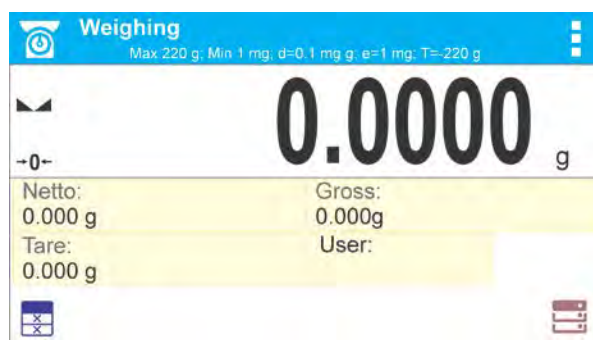 Weighing
Max 220 g; Min 1 mg; d=0.1 mg g; e=1 mg; T=-220 g
0.0000 g
→0←
Netto: Gross:
0.000 g 0.000g
Tare: User:
0.000 g